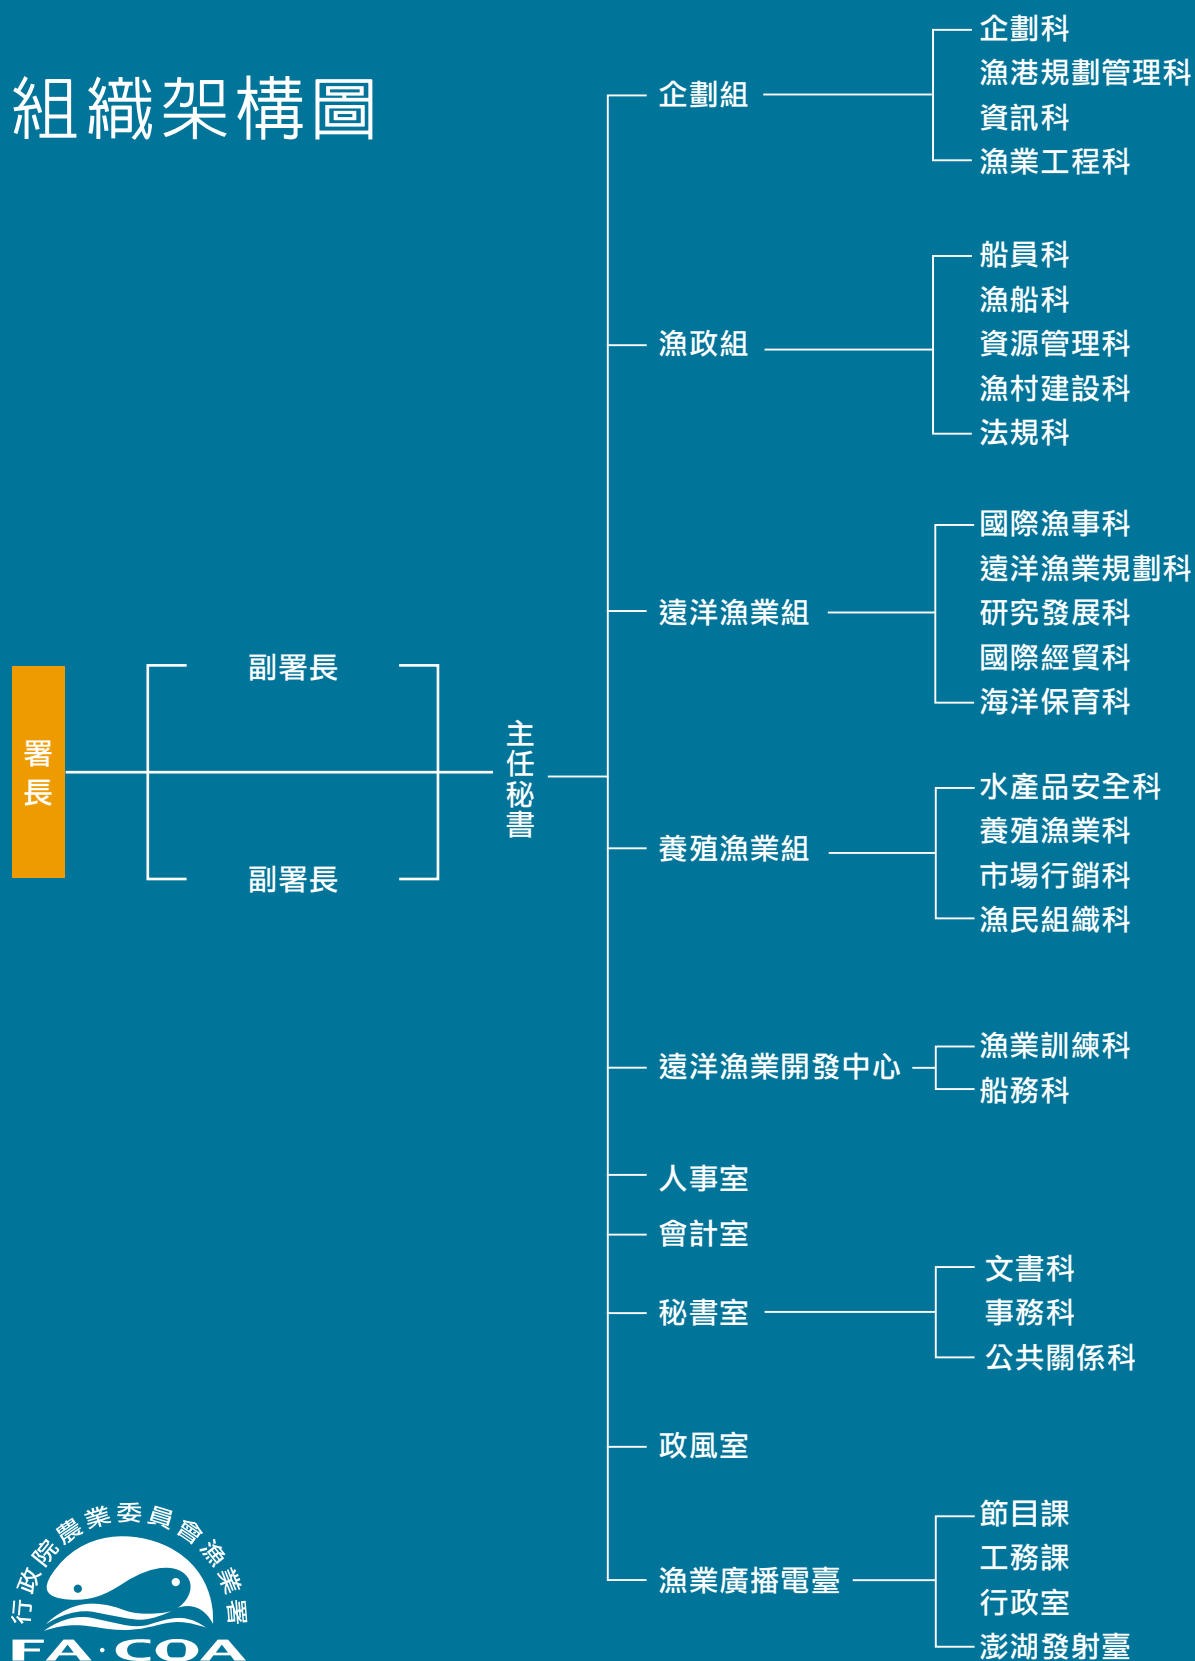 組織架構圖
署長
副署長
副署長
主任秘書
企劃組
企劃科
漁港規劃管理科
資訊科
漁業工程科
漁政組
船員科
漁船科
資源管理科
漁村建設科
法規科
遠洋漁業組
國際漁事科
遠洋漁業規劃科
研究發展科
國際經貿科
海洋保育科
養殖漁業組
水產品安全科
養殖漁業科
市場行銷科
漁民組織科
遠洋漁業開發中心
漁業訓練科
船務科
人事室
會計室
秘書室
文書科
事務科
公共關係科
政風室
漁業廣播電臺
節目課
工務課
行政室
澎湖發射臺
行政院農業委員會漁業署
FA·COA